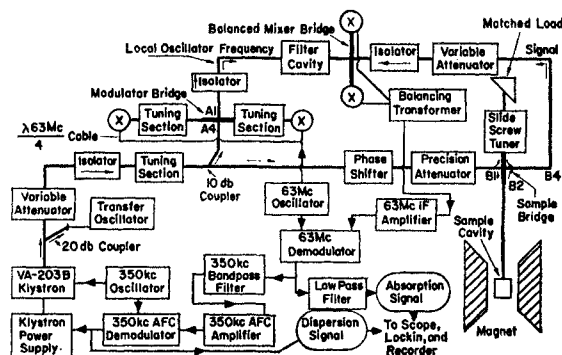 Balanced Mixer Bridge
Matched Load
Local Oscillator Frequency
Filter
Cavity
Isolator
Variable
Attenuator
Signal
Isolator
Modulator Bridge
A1
Balancing
Transformer
X
X
X
X
Tuning
Section
A4
Tuning
Section
Slide
Screw
Tuner
λ63Mc
4
Cable
Isolator
Tuning
Section
10 db
Coupler
Phase
Shifter
Precision
Attenuator
B1
B2
B4
Sample
Bridge
63Mc
Oscillator
63Mc iF
Amplifier
Variable
Attenuator
Transfer
Oscillator
20db Coupler
63Mc
Demodulator
Sample
Cavity
VA-203B
Klystron
350kc
Oscillator
350kc
Bandpass
Filter
Low Pass
Filter
Absorption
Signal
Klystron
Power
Supply
350kc AFC
Demodulator
350kc AFC
Amplifier
Dispersion
Signal
To Scope,
Lockin, and
Recorder
Magnet